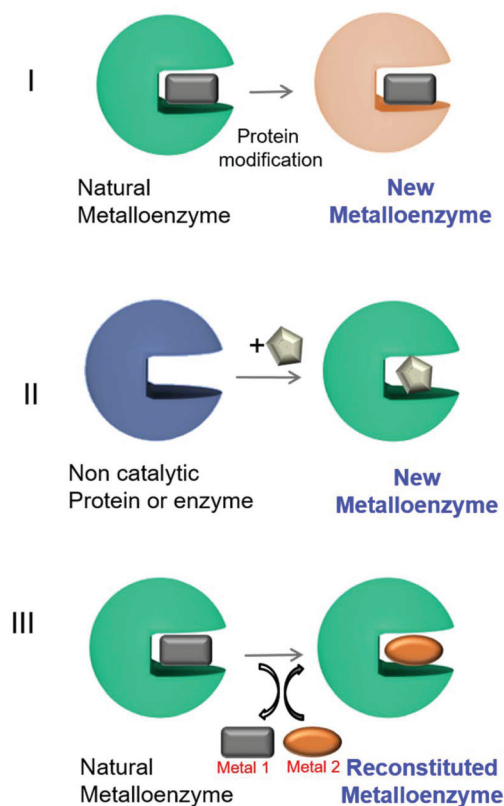 I
Protein
modification
Natural
Metalloenzyme
New
Metalloenzyme
+
II
Non catalytic
Protein or enzyme
New
Metalloenzyme
III
Metal 1
Metal 2
Natural
Metalloenzyme
Reconstituted
Metalloenzyme